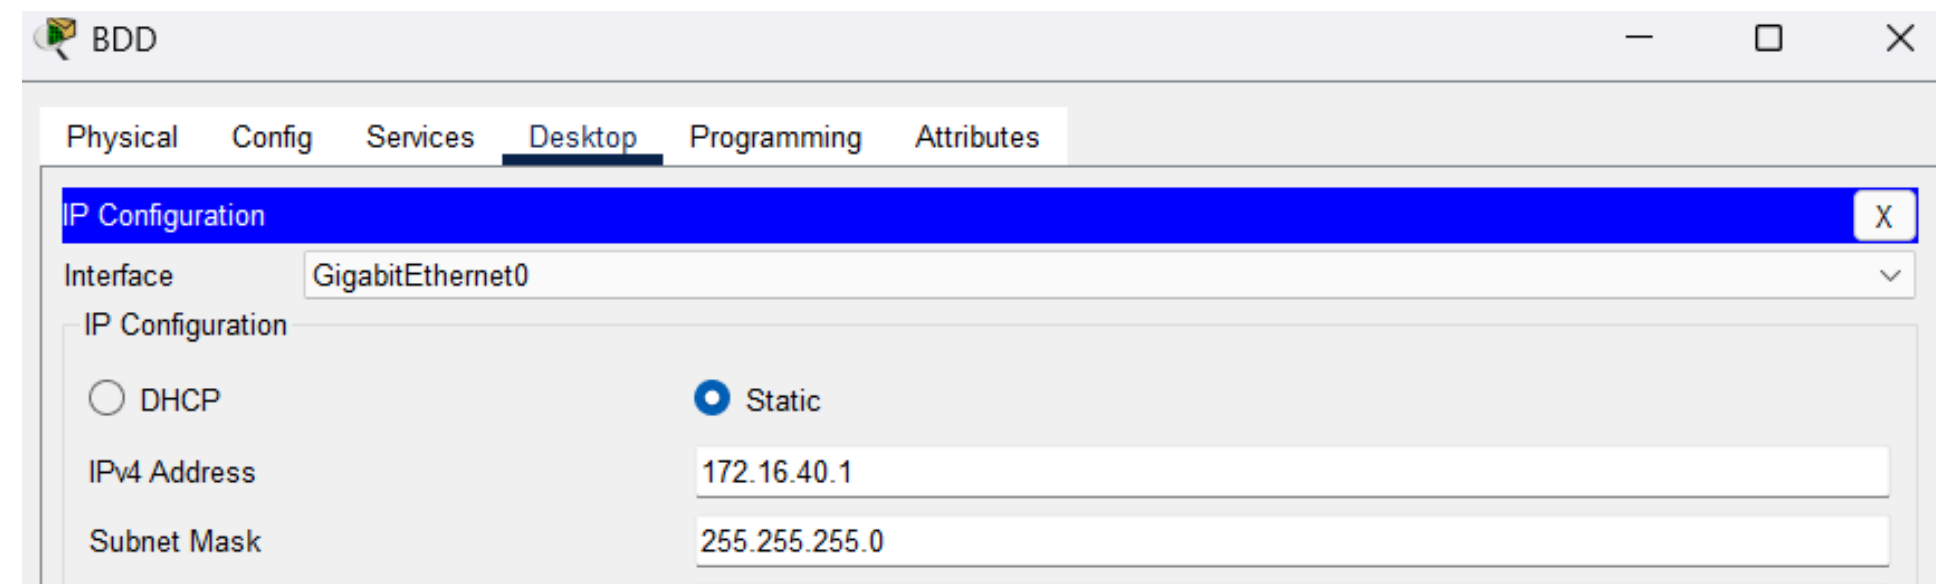 BDD
Physical Config Services Desktop Programming Attributes
IP Configuration X
Interface GigabitEthernet0
IP Configuration
DHCP Static
IPv4 Address 172.16.40.1
Subnet Mask 255.255.255.0